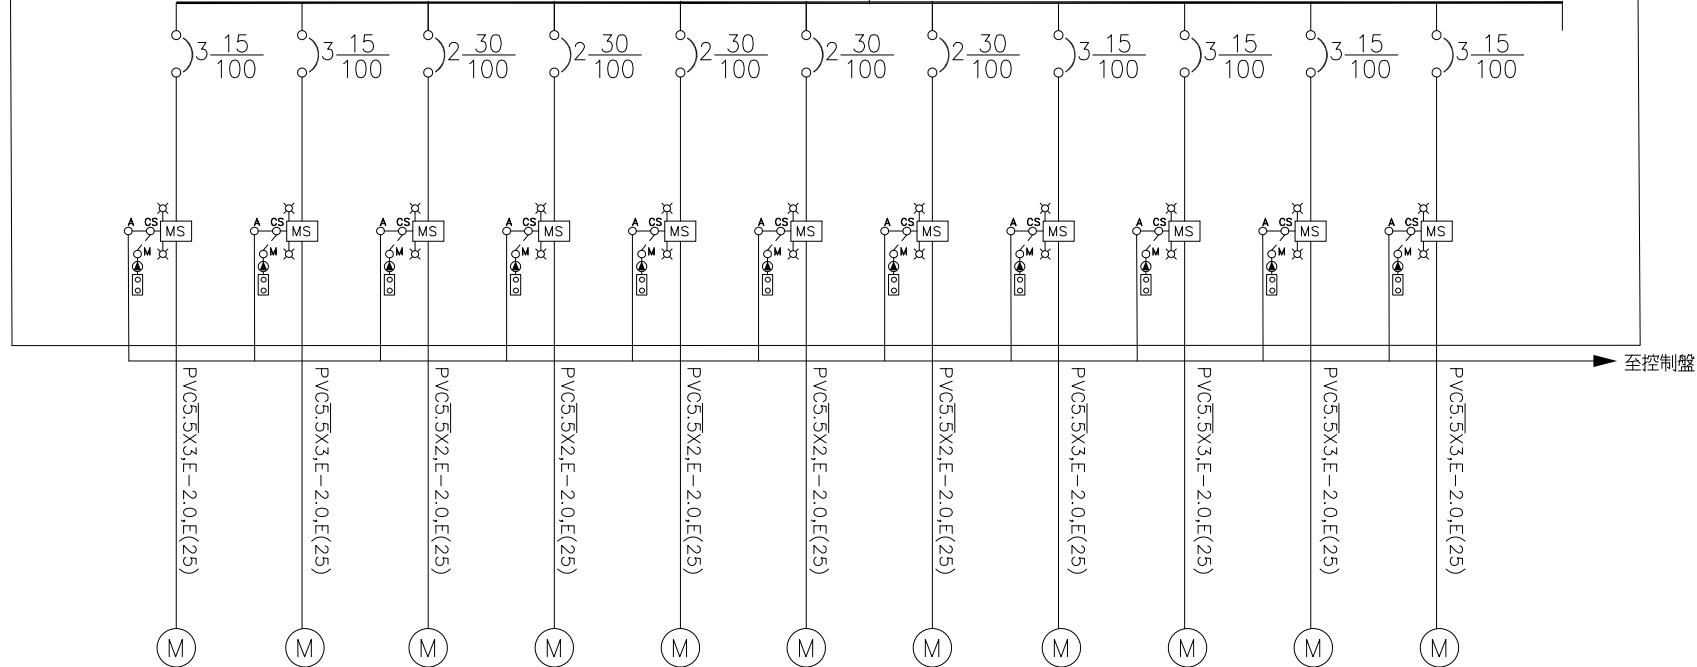 3 15/100 3 15/100 2 30/100 2 30/100 2 30/100 2 30/100 2 30/100 3 15/100 3 15/100 3 15/100 3 15/100
A CS MS A CS MS A CS MS A CS MS A CS MS A CS MS A CS MS A CS MS A CS MS A CS MS A CS MS
M M M M M M M M M M M
至控制盤
PVC5.5X3,E-2.0,E(25)
PVC5.5X3,E-2.0,E(25)
PVC5.5X2,E-2.0,E(25)
PVC5.5X2,E-2.0,E(25)
PVC5.5X2,E-2.0,E(25)
PVC5.5X2,E-2.0,E(25)
PVC5.5X2,E-2.0,E(25)
PVC5.5X3,E-2.0,E(25)
PVC5.5X3,E-2.0,E(25)
PVC5.5X3,E-2.0,E(25)
PVC5.5X3,E-2.0,E(25)
M M M M M M M M M M M